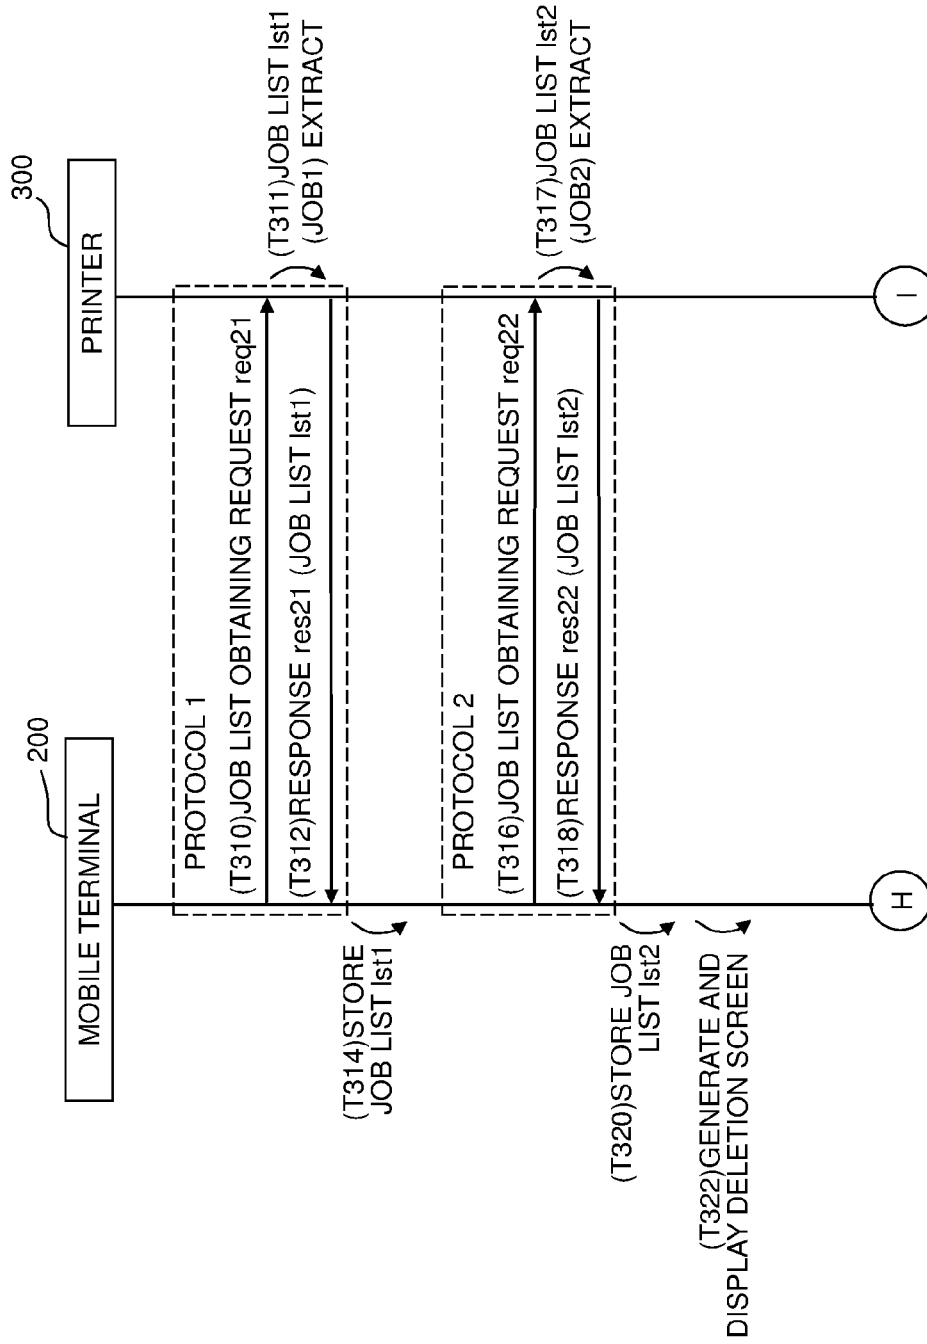 MOBILE TERMINAL
200
PRINTER
300
PROTOCOL 1
(T310)JOB LIST OBTAINING REQUEST req21
(T311)JOB LIST lst1
(JOB1) EXTRACT
(T312)RESPONSE res21 (JOB LIST lst1)
(T314)STORE
JOB LIST lst1
PROTOCOL 2
(T316)JOB LIST OBTAINING REQUEST req22
(T317)JOB LIST lst2
(JOB2) EXTRACT
(T318)RESPONSE res22 (JOB LIST lst2)
(T320)STORE JOB
LIST lst2
(T322)GENERATE AND
DISPLAY DELETION SCREEN
H
I